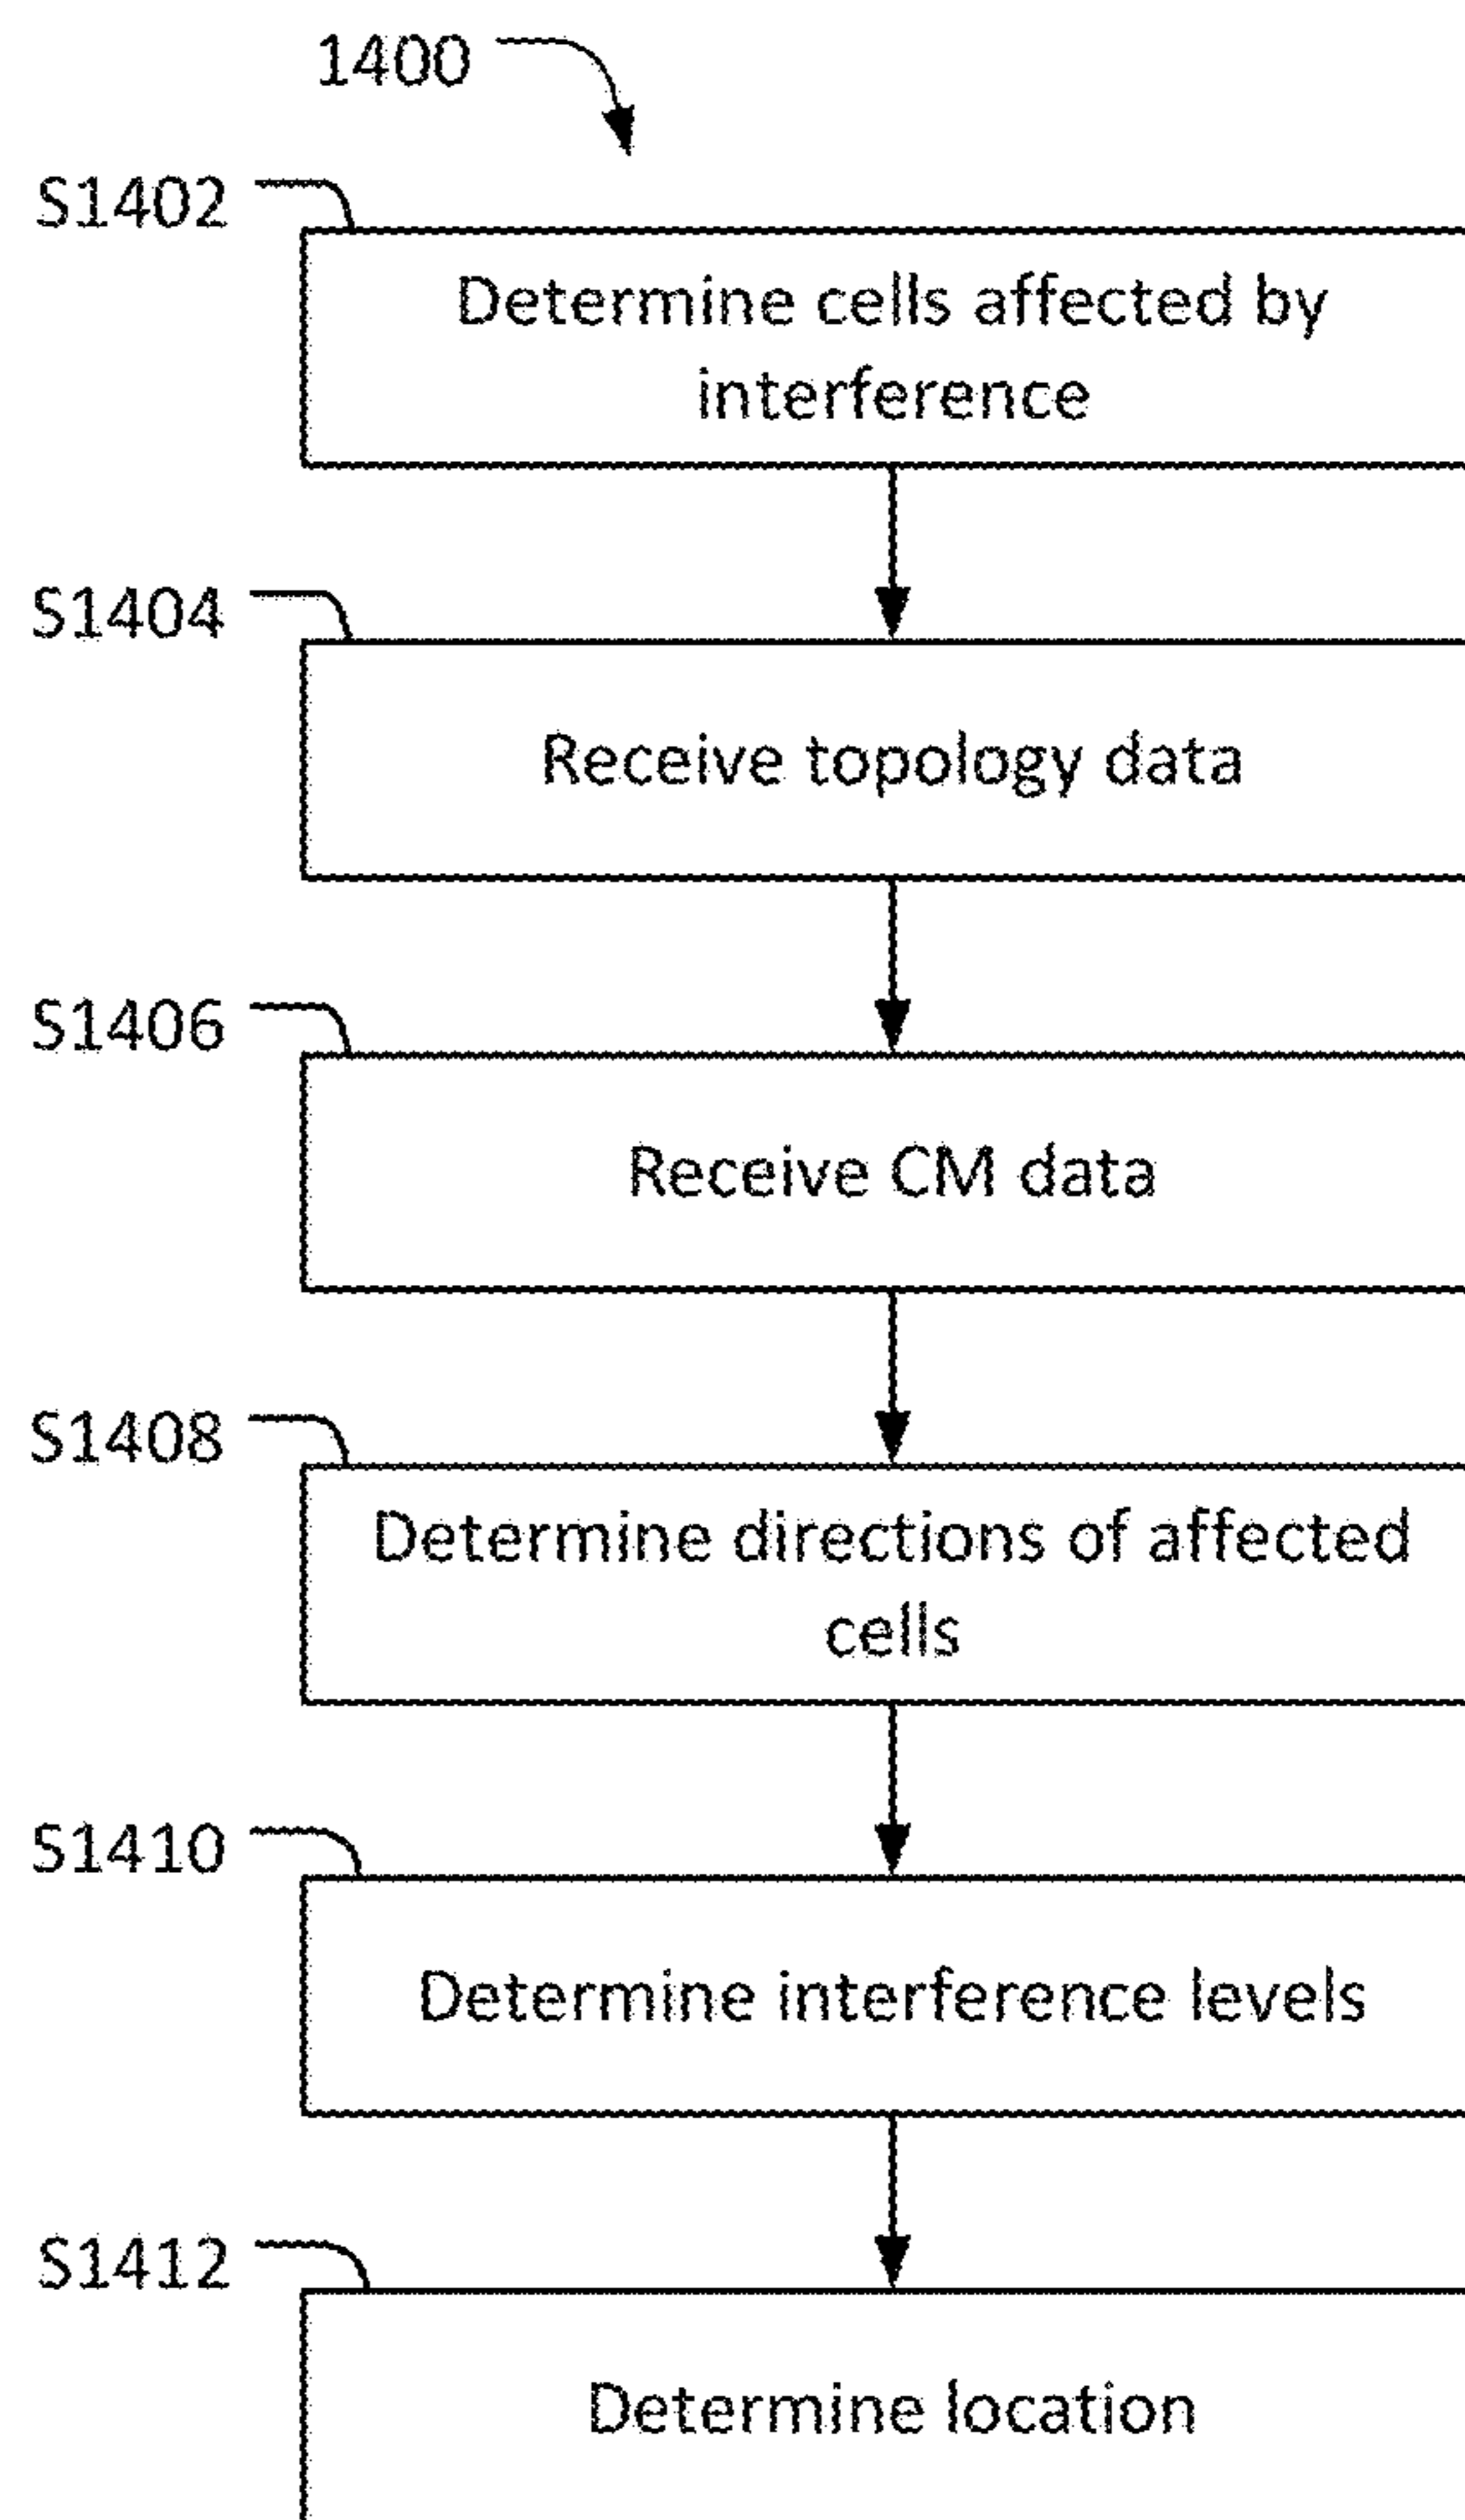 1400
S1402
Determine cells affected by
interference
S1404
Receive topology data
S1406
Receive CM data
S1408
Determine directions of affected
cells
S1410
Determine interference levels
S1412
Determine location